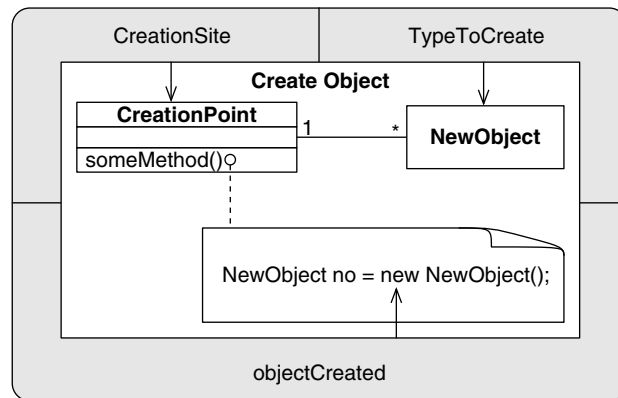 CreationSite
TypeToCreate
Create Object
CreationPoint
1
*
NewObject
someMethod()
NewObject no = new NewObject();
objectCreated